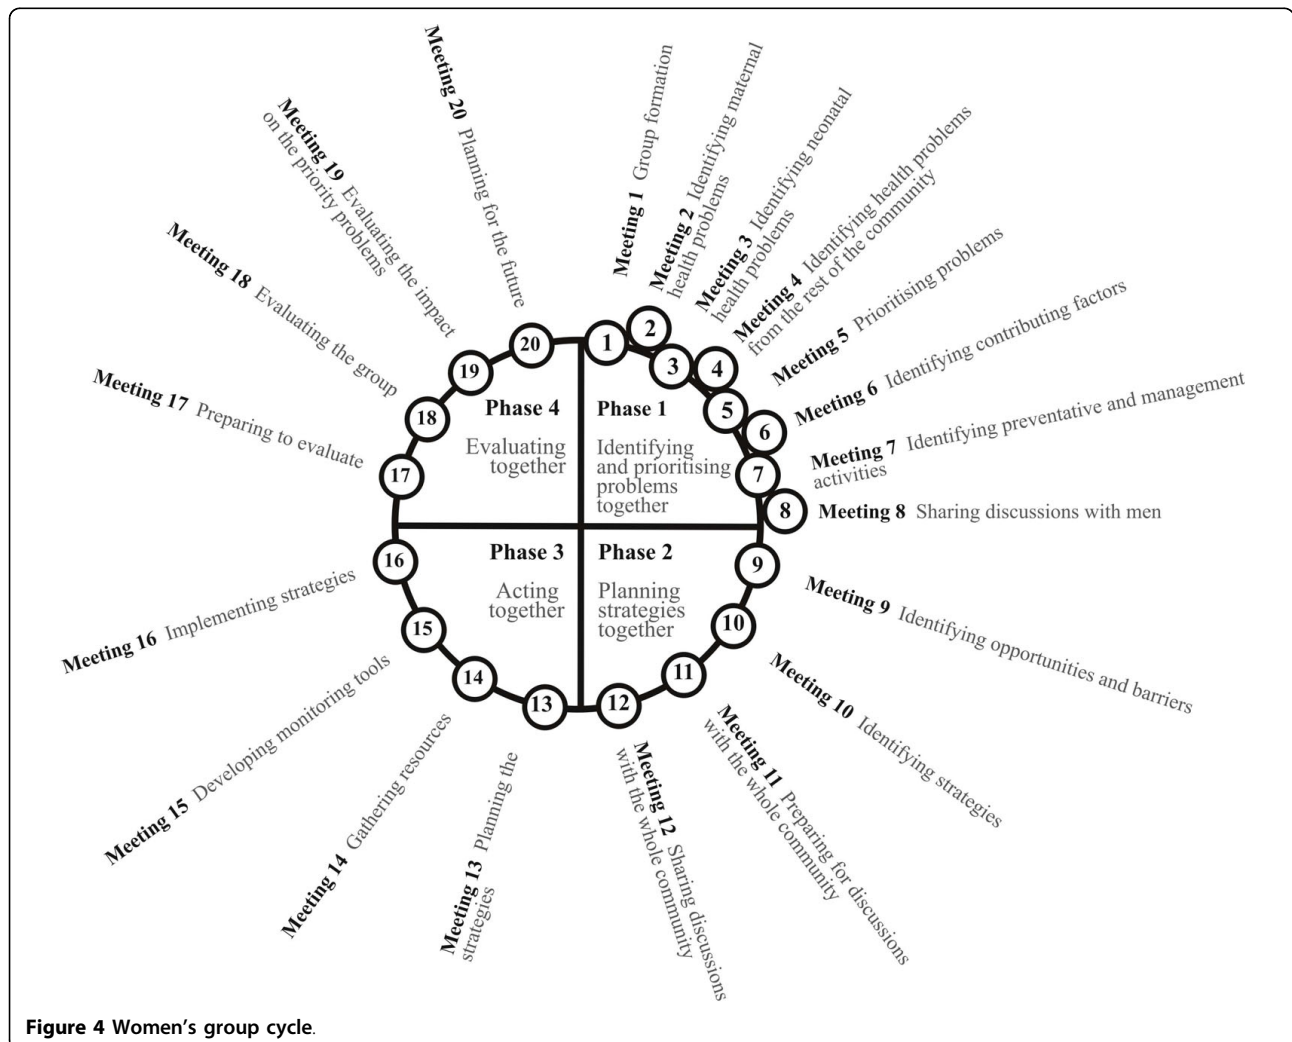 Meeting 1 Group formation
Meeting 2 Identifying maternal
health problems
Meeting 3 Identifying neonatal
health problems
Meeting 4 Identifying health problems
from the rest of the community
Meeting 5 Prioritising problems
Meeting 6 Identifying contributing factors
Meeting 7 Identifying preventative and management
activities
Meeting 8 Sharing discussions with men
Meeting 9 Identifying opportunities and barriers
Meeting 10 Identifying strategies
Meeting 11 Preparing for discussions
with the whole community
Meeting 12 Sharing discussions
with the whole community
Meeting 13 Planning the
strategies
Meeting 14 Gathering resources
Meeting 15 Developing monitoring tools
Meeting 16 Implementing strategies
Meeting 17 Preparing to evaluate
Meeting 18 Evaluating the group
Meeting 19 Evaluating the impact
on the priority problems
Meeting 20 Planning for the future
1
2
3
4
5
6
7
8
9
10
11
12
13
14
15
16
17
18
19
20
Phase 1
Identifying
and prioritising
problems
together
Phase 2
Planning
strategies
together
Phase 3
Acting
together
Phase 4
Evaluating
together
Figure 4 Women's group cycle.